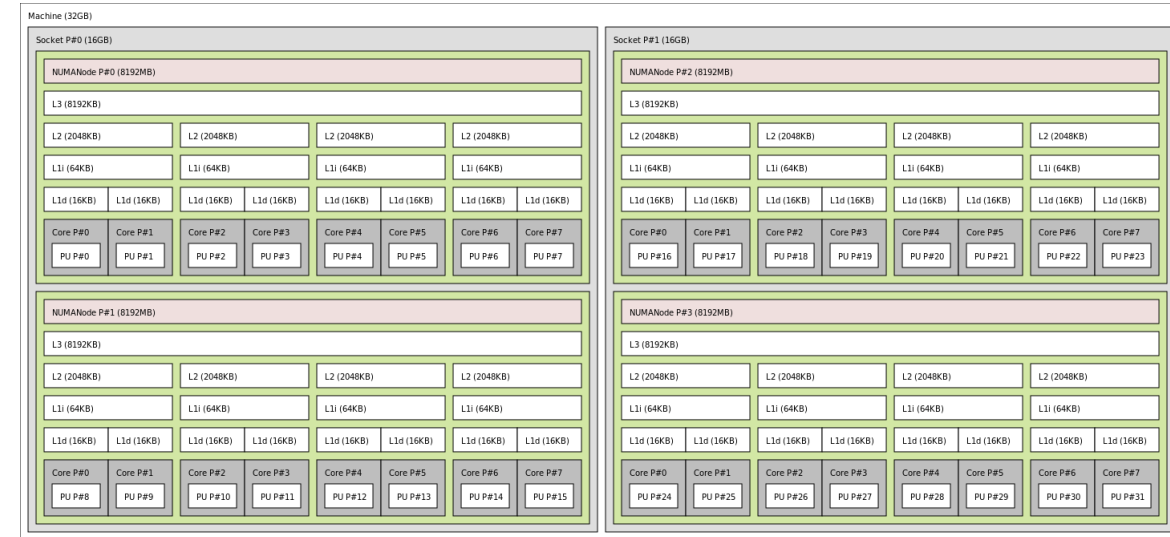 Machine (32GB)
Socket P#0 (16GB)
NUMANode P#0 (8192MB)
L3 (8192KB)
L2 (2048KB) L2 (2048KB) L2 (2048KB) L2 (2048KB)
L1i (64KB) L1i (64KB) L1i (64KB) L1i (64KB)
L1d (16KB) L1d (16KB) L1d (16KB) L1d (16KB) L1d (16KB) L1d (16KB) L1d (16KB) L1d (16KB)
Core P#0 Core P#1 Core P#2 Core P#3 Core P#4 Core P#5 Core P#6 Core P#7
PU P#0 PU P#1 PU P#2 PU P#3 PU P#4 PU P#5 PU P#6 PU P#7
NUMANode P#1 (8192MB)
L3 (8192KB)
L2 (2048KB) L2 (2048KB) L2 (2048KB) L2 (2048KB)
L1i (64KB) L1i (64KB) L1i (64KB) L1i (64KB)
L1d (16KB) L1d (16KB) L1d (16KB) L1d (16KB) L1d (16KB) L1d (16KB) L1d (16KB) L1d (16KB)
Core P#0 Core P#1 Core P#2 Core P#3 Core P#4 Core P#5 Core P#6 Core P#7
PU P#8 PU P#9 PU P#10 PU P#11 PU P#12 PU P#13 PU P#14 PU P#15
Socket P#1 (16GB)
NUMANode P#2 (8192MB)
L3 (8192KB)
L2 (2048KB) L2 (2048KB) L2 (2048KB) L2 (2048KB)
L1i (64KB) L1i (64KB) L1i (64KB) L1i (64KB)
L1d (16KB) L1d (16KB) L1d (16KB) L1d (16KB) L1d (16KB) L1d (16KB) L1d (16KB) L1d (16KB)
Core P#0 Core P#1 Core P#2 Core P#3 Core P#4 Core P#5 Core P#6 Core P#7
PU P#16 PU P#17 PU P#18 PU P#19 PU P#20 PU P#21 PU P#22 PU P#23
NUMANode P#3 (8192MB)
L3 (8192KB)
L2 (2048KB) L2 (2048KB) L2 (2048KB) L2 (2048KB)
L1i (64KB) L1i (64KB) L1i (64KB) L1i (64KB)
L1d (16KB) L1d (16KB) L1d (16KB) L1d (16KB) L1d (16KB) L1d (16KB) L1d (16KB) L1d (16KB)
Core P#0 Core P#1 Core P#2 Core P#3 Core P#4 Core P#5 Core P#6 Core P#7
PU P#24 PU P#25 PU P#26 PU P#27 PU P#28 PU P#29 PU P#30 PU P#31